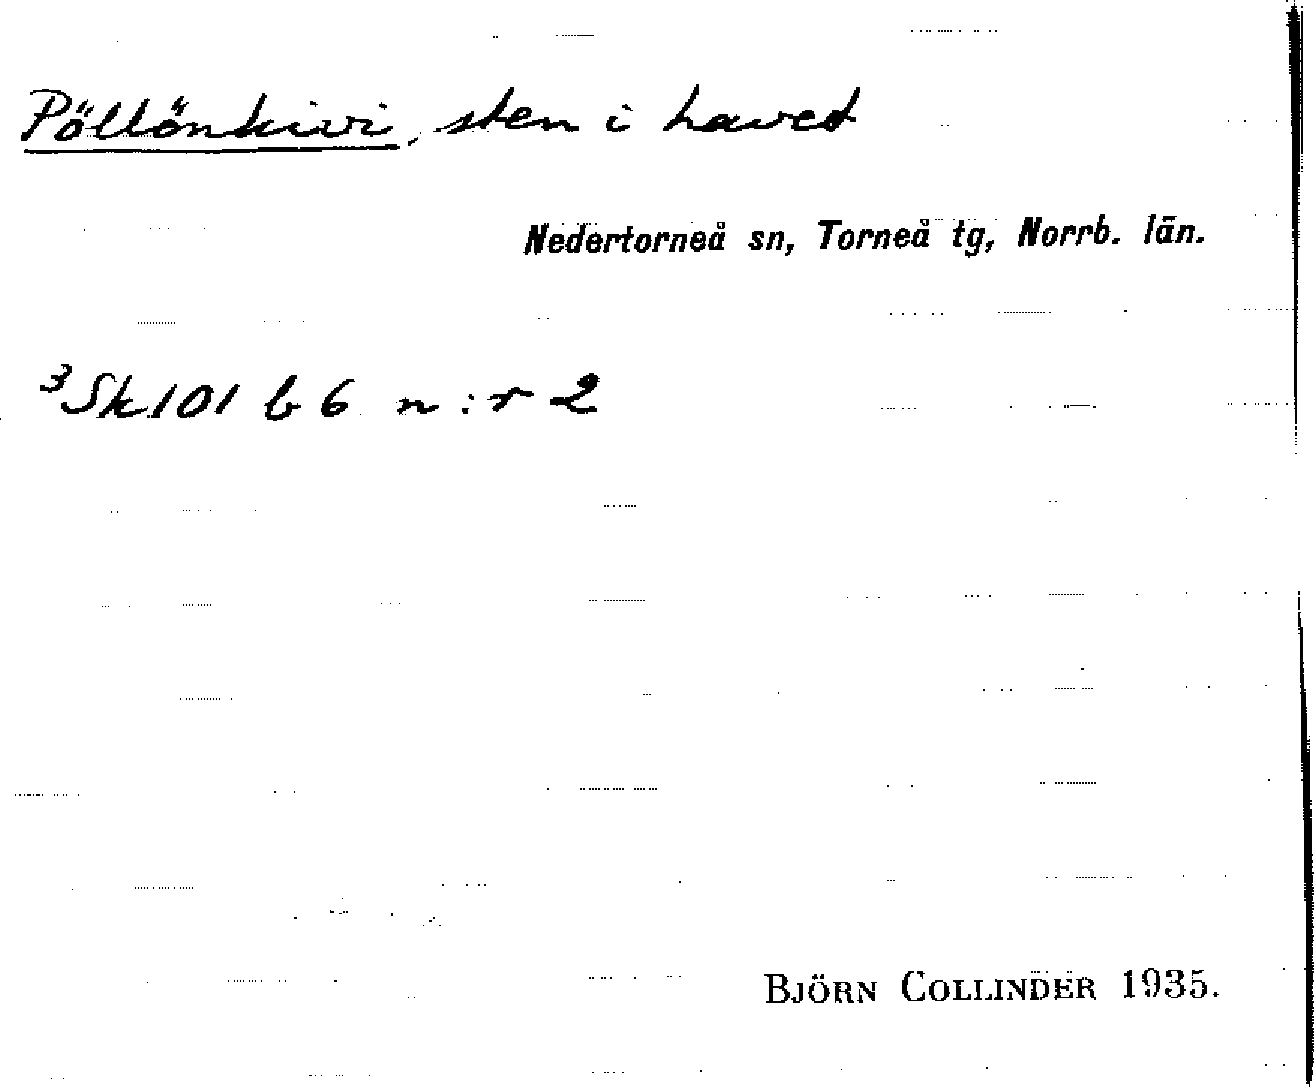 Pöllönkivi, sten i havet
Nedertorneå sn, Torneå tg, Norrb. län.
³Sk101 b 6 n:r 2
BJÖRN COLLINDER 1935.